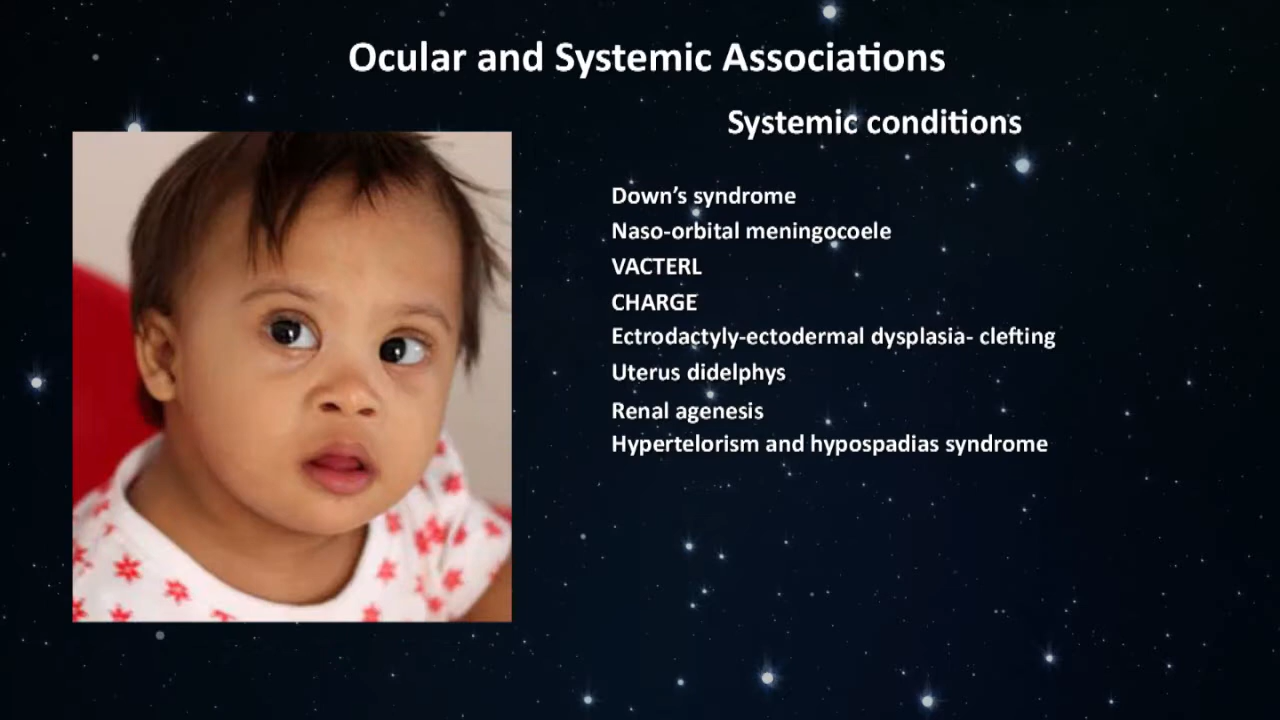 Ocular and Systemic Associations
Systemic conditions
Down’s syndrome
Naso-orbital meningocoele
VACTERL
CHARGE
Ectrodactyly-ectodermal dysplasia- clefting
Uterus didelphys
Renal agenesis
Hypertelorism and hypospadias syndrome